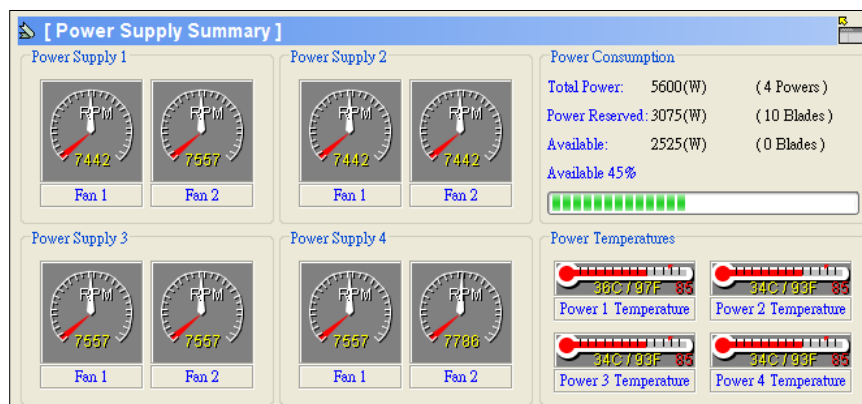 [ Power Supply Summary ]
Power Supply 1
RPM
7442
Fan 1
RPM
7557
Fan 2
Power Supply 2
RPM
7442
Fan 1
RPM
7442
Fan 2
Power Consumption
Total Power: 5600(W) ( 4 Powers )
Power Reserved: 3075(W) ( 10 Blades )
Available: 2525(W) ( 0 Blades )
Available 45%
Power Supply 3
RPM
7557
Fan 1
RPM
7557
Fan 2
Power Supply 4
RPM
7557
Fan 1
RPM
7786
Fan 2
Power Temperatures
36C / 97F 85
Power 1 Temperature
34C / 93F 85
Power 2 Temperature
34C / 93F 85
Power 3 Temperature
34C / 93F 85
Power 4 Temperature